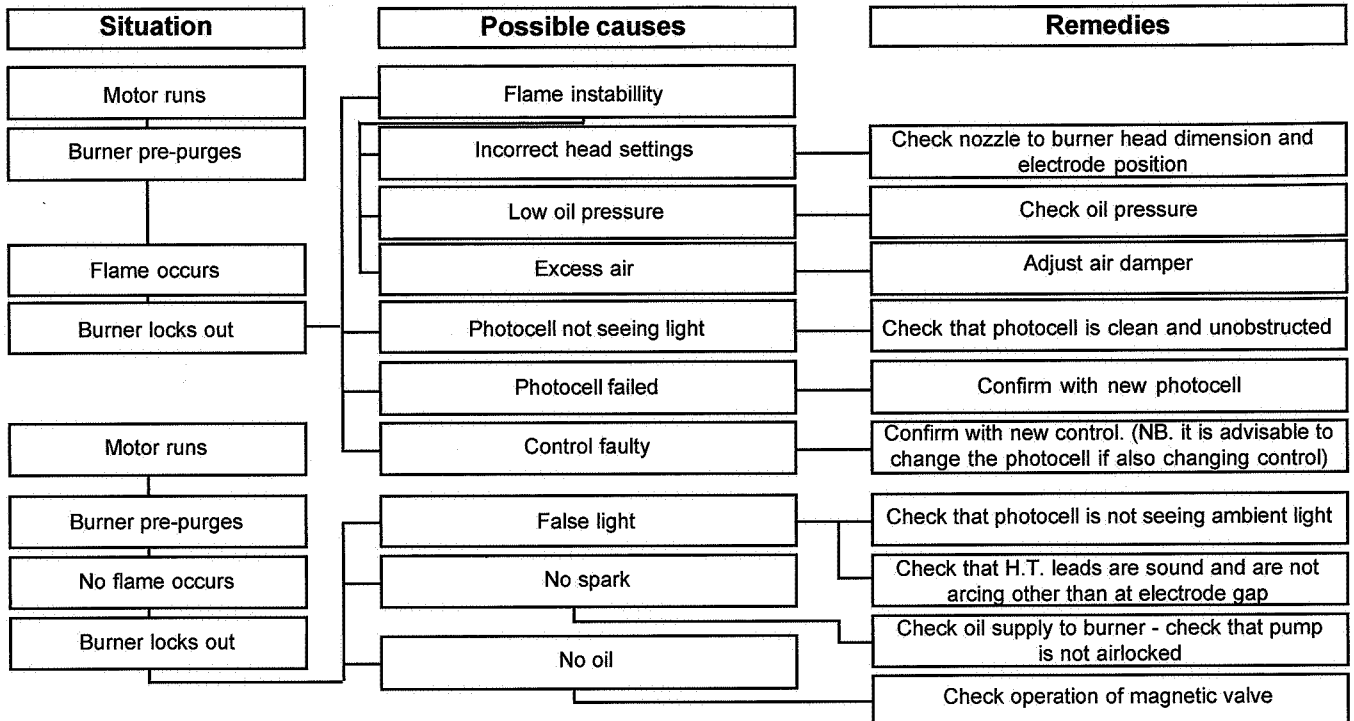 Situation
Possible causes
Remedies
Motor runs
Burner pre-purges
Flame occurs
Burner locks out
Flame instabillity
Incorrect head settings
Check nozzle to burner head dimension and
electrode position
Low oil pressure
Check oil pressure
Excess air
Adjust air damper
Photocell not seeing light
Check that photocell is clean and unobstructed
Photocell failed
Confirm with new photocell
Control faulty
Confirm with new control. (NB. it is advisable to
change the photocell if also changing control)
Motor runs
Burner pre-purges
No flame occurs
Burner locks out
False light
Check that photocell is not seeing ambient light
Check that H.T. leads are sound and are not
arcing other than at electrode gap
No spark
Check oil supply to burner - check that pump
is not airlocked
No oil
Check operation of magnetic valve